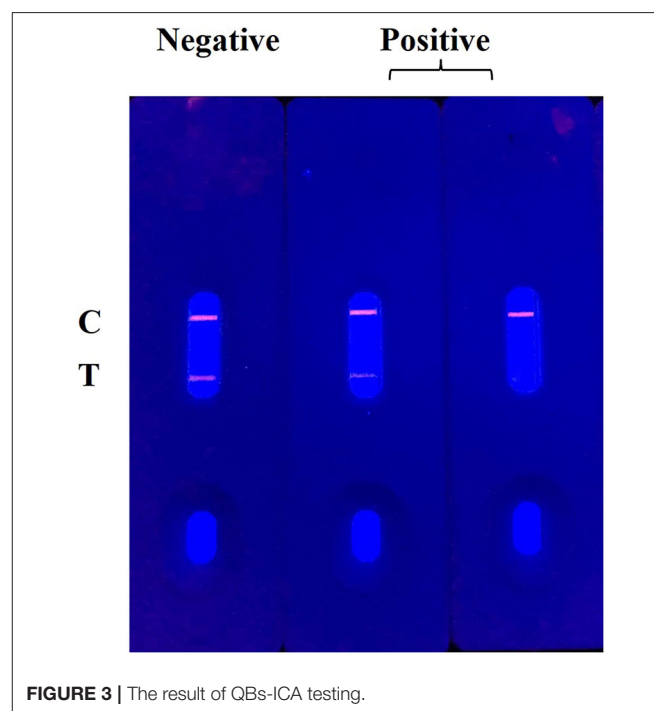 Negative Positive
C
T
FIGURE 3 | The result of QBs-ICA testing.